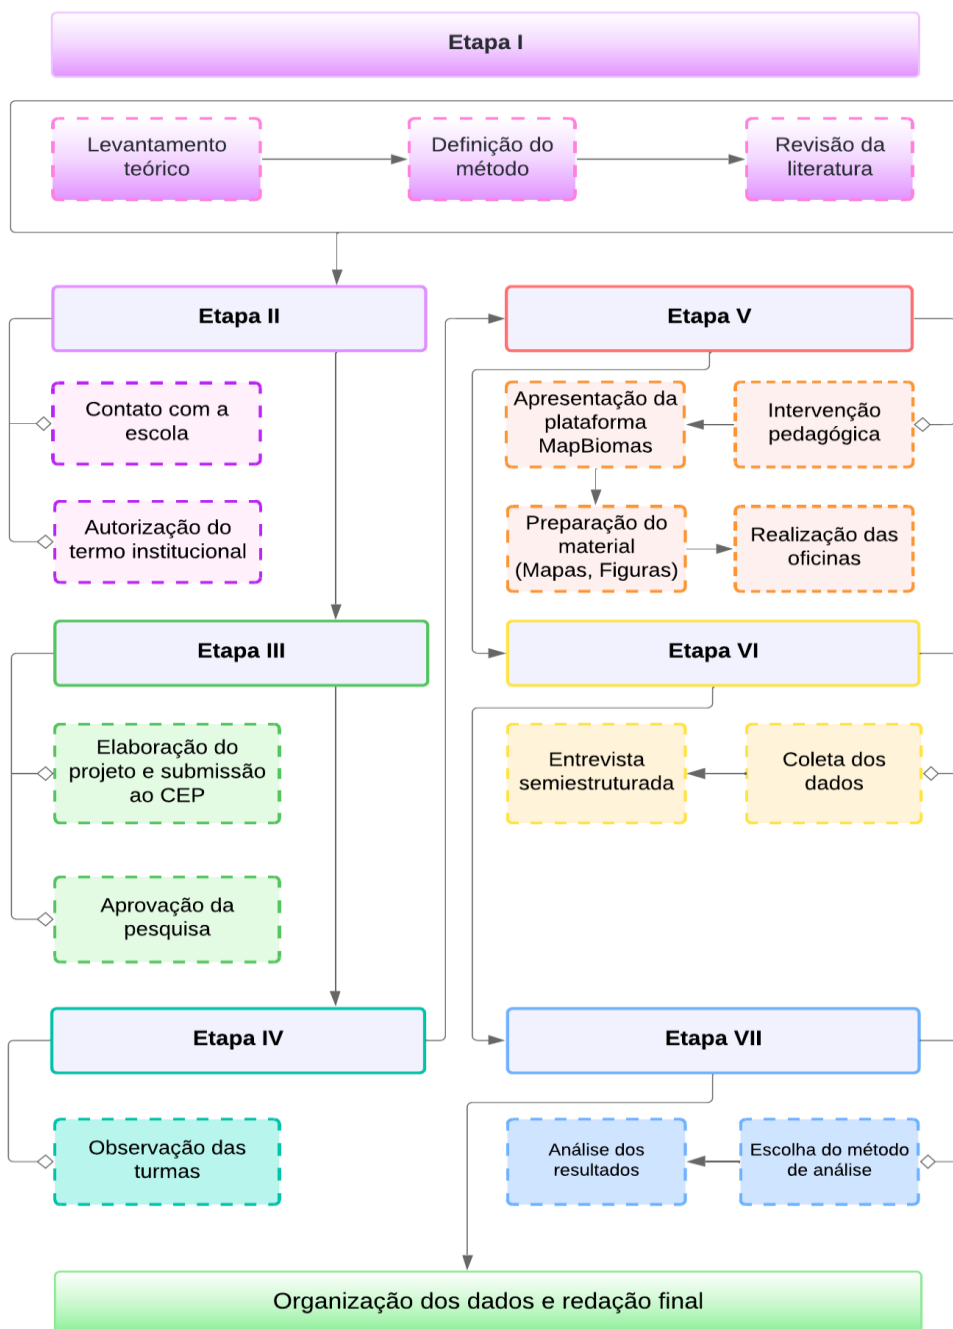 Etapa I
Levantamento
teórico
Definição do
método
Revisão da
literatura
Etapa II
Contato com a
escola
Autorização do
termo institucional
Etapa III
Elaboração do
projeto e submissão
ao CEP
Aprovação da
pesquisa
Etapa IV
Observação das
turmas
Etapa V
Intervenção
pedagógica
Apresentação da
plataforma
MapBiomas
Preparação do
material
(Mapas, Figuras)
Realização das
oficinas
Etapa VI
Coleta dos
dados
Entrevista
semiestruturada
Etapa VII
Escolha do método
de análise
Análise dos
resultados
Organização dos dados e redação final